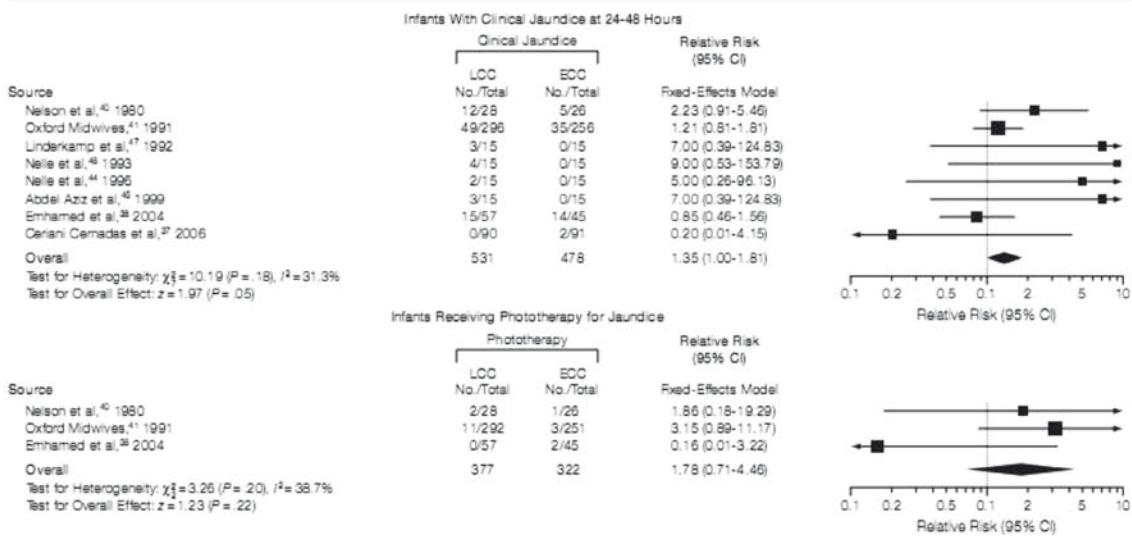 Infants With Clinical Jaundice at 24-48 Hours
Clinical Jaundice Relative Risk
(95% CI)
LCC ECC
Source No./Total No./Total Fixed-Effects Model
Nelson et al,⁴⁰ 1980 12/28 5/26 2.23 (0.91-5.46)
Oxford Midwives,⁴¹ 1991 49/296 35/256 1.21 (0.81-1.81)
Linderkamp et al,⁴⁷ 1992 3/15 0/15 7.00 (0.39-124.83)
Nelle et al, 1993 4/15 0/15 9.00 (0.53-153.79)
Nelle et al,⁴⁴ 1996 2/15 0/15 5.00 (0.26-96.13)
Abdel Aziz et al, 1999 3/15 0/15 7.00 (0.39-124.83)
Emhamed et al,³⁸ 2004 15/57 14/45 0.85 (0.46-1.56)
Ceriani Cernadas et al,³⁷ 2006 0/90 2/91 0.20 (0.01-4.15)
Overall 531 478 1.35 (1.00-1.81)
Test for Heterogeneity: χ²₇ = 10.19 (P = .18), I² = 31.3%
Test for Overall Effect: z = 1.97 (P = .05)
0.1 0.2 0.5 0.1 2 5 10
Relative Risk (95% CI)
Infants Receiving Phototherapy for Jaundice
Phototherapy Relative Risk
(95% CI)
LCC ECC
Source No./Total No./Total Fixed-Effects Model
Nelson et al,⁴⁰ 1980 2/28 1/26 1.86 (0.18-19.29)
Oxford Midwives,⁴¹ 1991 11/292 3/251 3.15 (0.89-11.17)
Emhamed et al,³⁸ 2004 0/57 2/45 0.16 (0.01-3.22)
Overall 377 322 1.78 (0.71-4.46)
Test for Heterogeneity: χ²₂ = 3.26 (P = .20), I² = 38.7%
Test for Overall Effect: z = 1.23 (P = .22)
0.1 0.2 0.5 0.1 2 5 10
Relative Risk (95% CI)